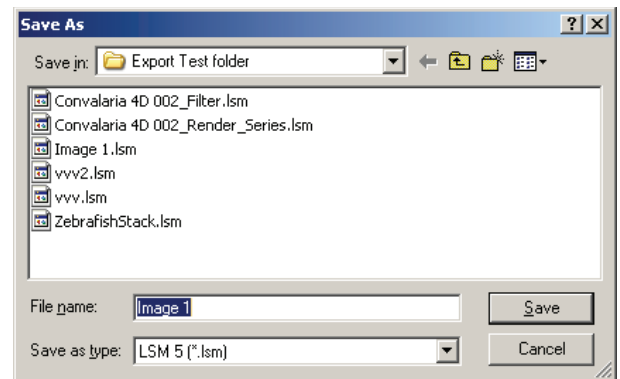 Save As
Save in: Export Test folder
Convalaria 4D 002_Filter.lsm
Convalaria 4D 002_Render_Series.lsm
Image 1.lsm
vvv2.lsm
vvv.lsm
ZebrafishStack.lsm
File name: Image 1 Save
Save as type: LSM 5 (*.lsm) Cancel